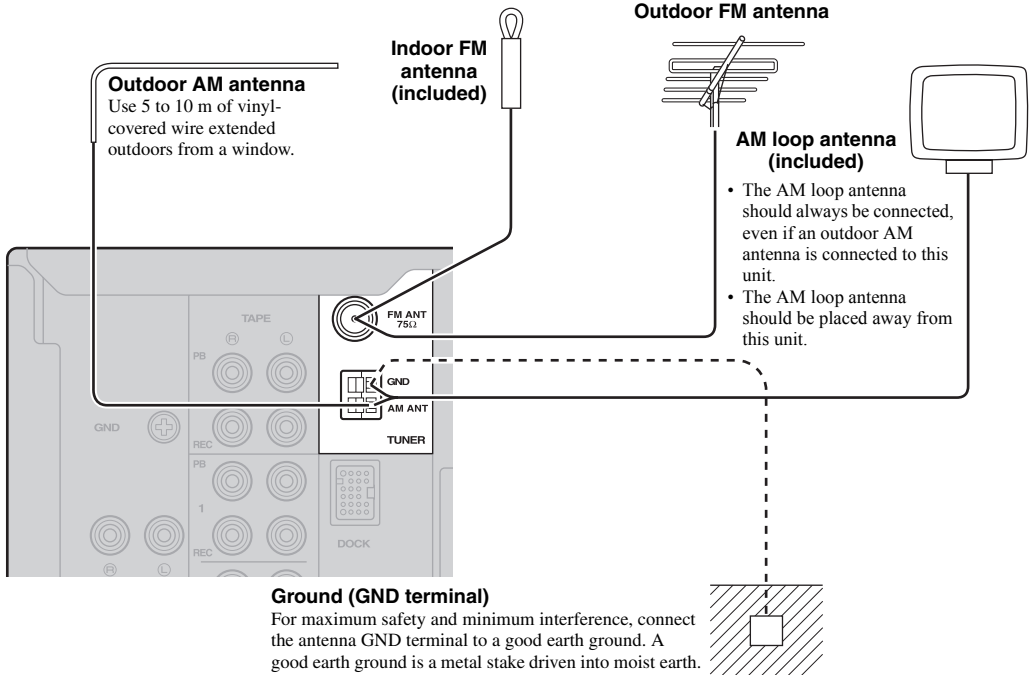 Outdoor FM antenna
Indoor FM
antenna
(included)
Outdoor AM antenna
Use 5 to 10 m of vinyl-
covered wire extended
outdoors from a window.
AM loop antenna
(included)
• The AM loop antenna
should always be connected,
even if an outdoor AM
antenna is connected to this
unit.
• The AM loop antenna
should be placed away from
this unit.
TAPE
R L
PB
FM ANT
75Ω
GND
AM ANT
TUNER
GND
REC
PB
1
REC
DOCK
R L
Ground (GND terminal)
For maximum safety and minimum interference, connect
the antenna GND terminal to a good earth ground. A
good earth ground is a metal stake driven into moist earth.